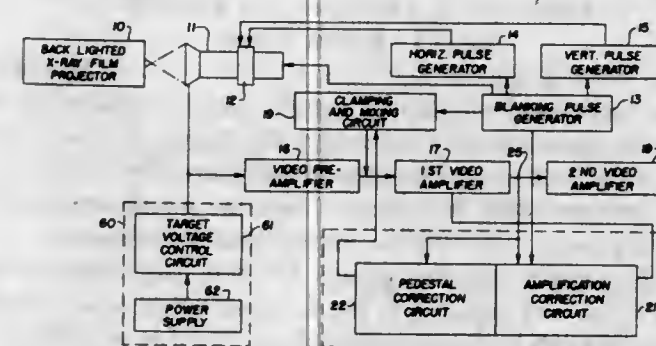 10
BACK LIGHTED
X-RAY FILM
PROJECTOR
11
12
14
HORIZ. PULSE
GENERATOR
15
VERT. PULSE
GENERATOR
19
CLAMPING
AND MIXING
CIRCUIT
BLANKING PULSE
GENERATOR
13
16
VIDEO PRE-
AMPLIFIER
17
1 ST VIDEO
AMPLIFIER
25
18
2 ND VIDEO
AMPLIFIER
60
TARGET
VOLTAGE
CONTROL
CIRCUIT
61
62
POWER
SUPPLY
22
PEDESTAL
CORRECTION
CIRCUIT
AMPLIFICATION
CORRECTION
CIRCUIT